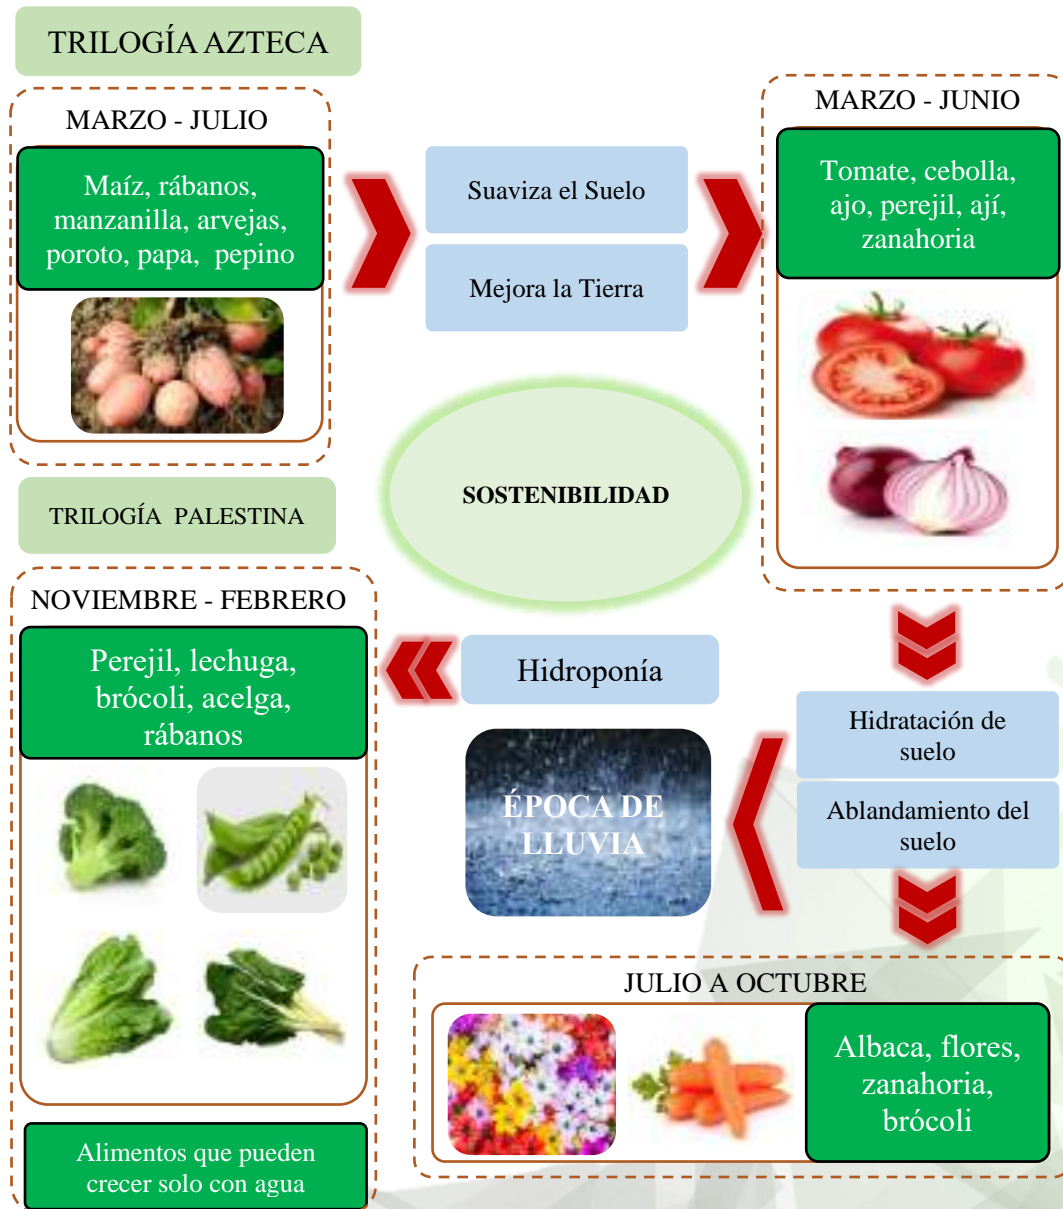 TRILOGÍA AZTECA
MARZO - JULIO
Maíz, rábanos,
manzanilla, arvejas,
poroto, papa, pepino
Suaviza el Suelo
Mejora la Tierra
MARZO - JUNIO
Tomate, cebolla,
ajo, perejil, ají,
zanahoria
SOSTENIBILIDAD
TRILOGÍA PALESTINA
NOVIEMBRE - FEBRERO
Perejil, lechuga,
brócoli, acelga,
rábanos
Hidroponía
ÉPOCA DE
LLUVIA
Hidratación de
suelo
Ablandamiento del
suelo
JULIO A OCTUBRE
Albaca, flores,
zanahoria,
brócoli
Alimentos que pueden
crecer solo con agua